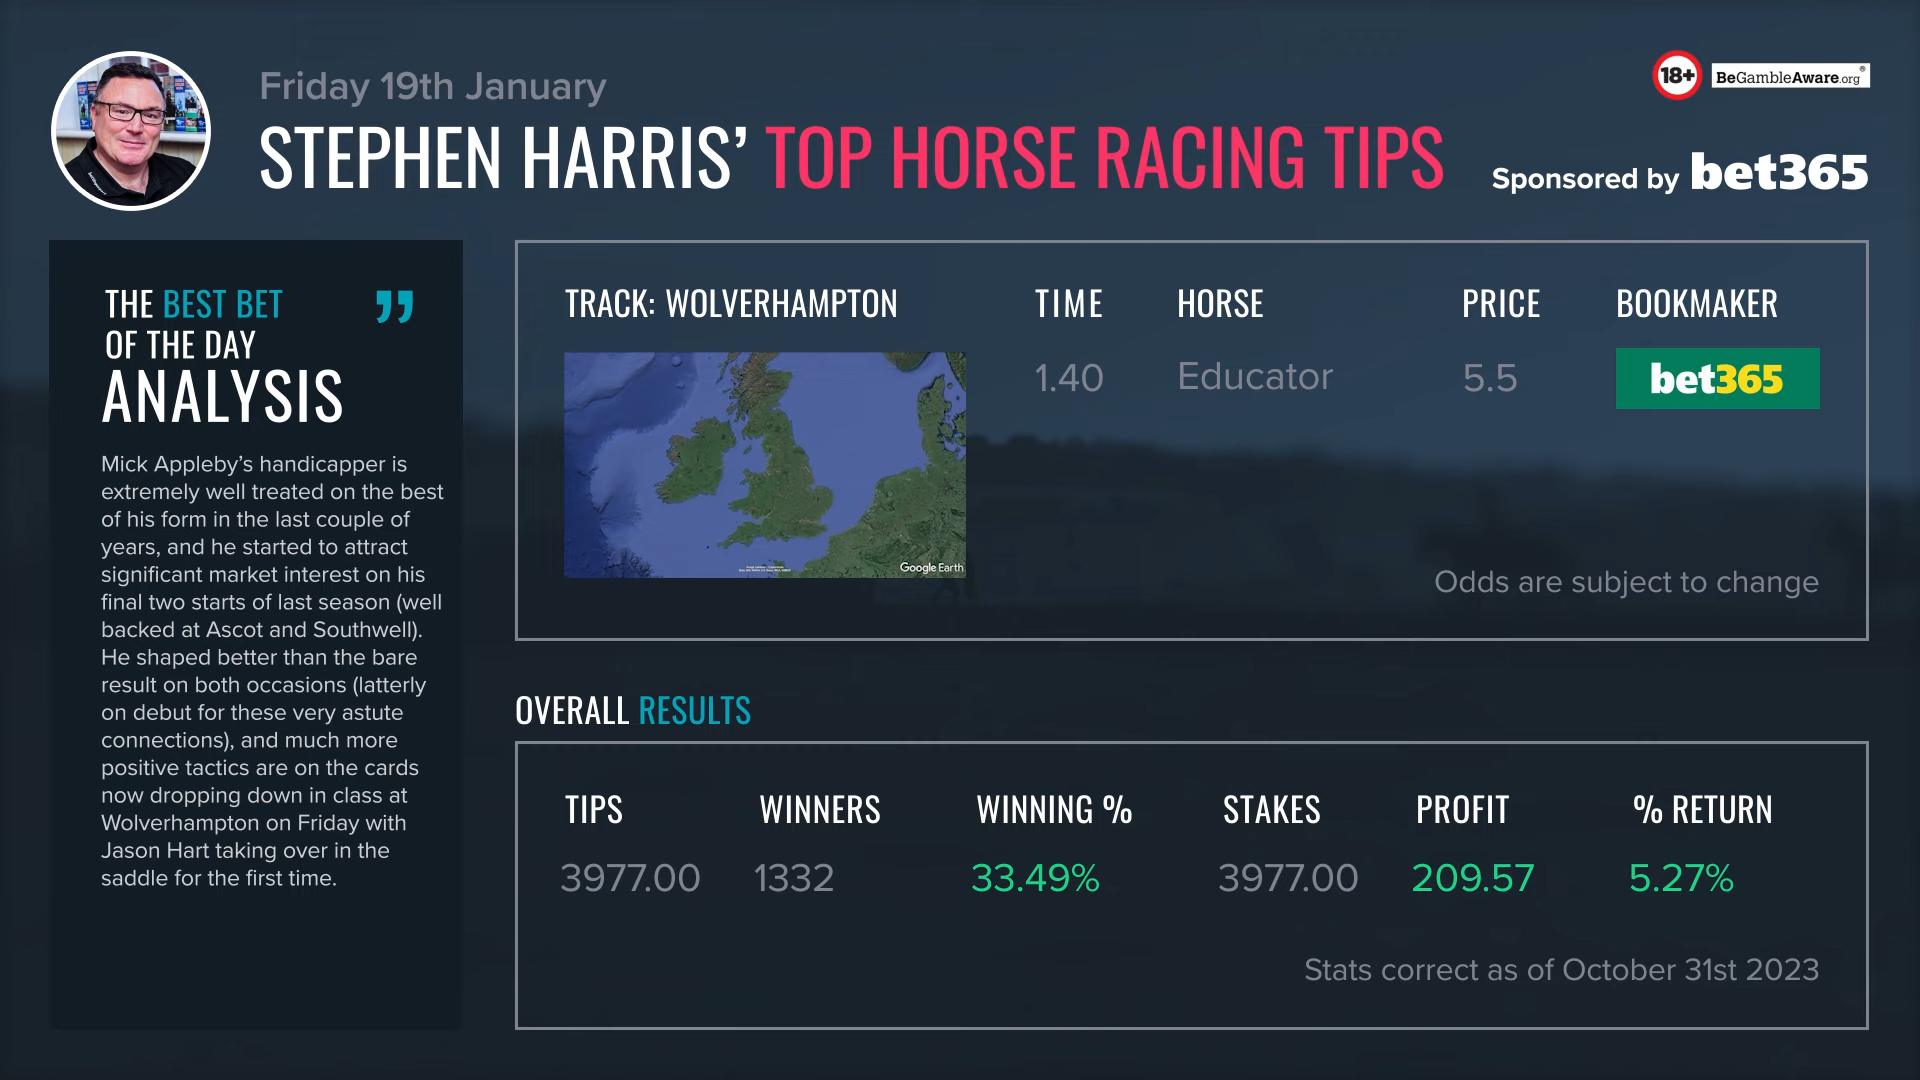 Friday 19th January
STEPHEN HARRIS’ TOP HORSE RACING TIPS
18+
BeGambleAware.org®
Sponsored by bet365
THE BEST BET
OF THE DAY
ANALYSIS
”
Mick Appleby’s handicapper is
extremely well treated on the best
of his form in the last couple of
years, and he started to attract
significant market interest on his
final two starts of last season (well
backed at Ascot and Southwell).
He shaped better than the bare
result on both occasions (latterly
on debut for these very astute
connections), and much more
positive tactics are on the cards
now dropping down in class at
Wolverhampton on Friday with
Jason Hart taking over in the
saddle for the first time.
TRACK: WOLVERHAMPTON TIME HORSE PRICE BOOKMAKER
1.40 Educator 5.5 bet365
Google Earth
Odds are subject to change
OVERALL RESULTS
TIPS WINNERS WINNING % STAKES PROFIT % RETURN
3977.00 1332 33.49% 3977.00 209.57 5.27%
Stats correct as of October 31st 2023